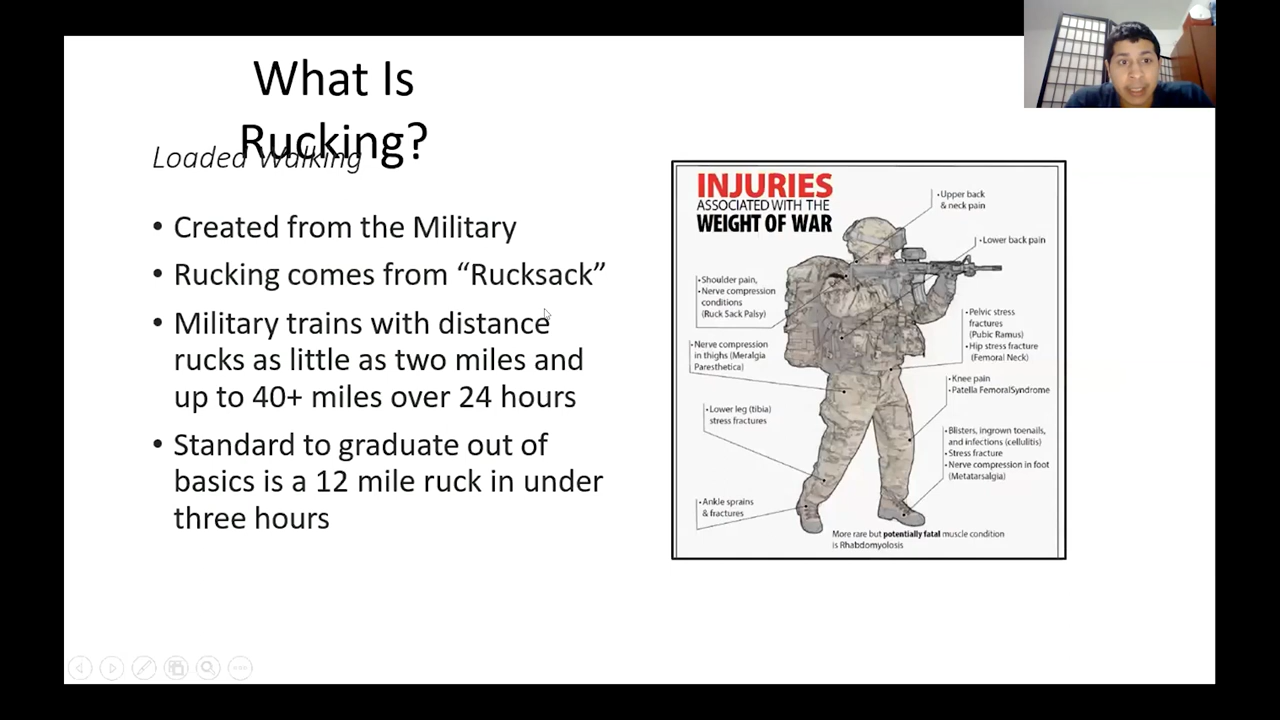 What Is
Rucking?
Loaded Walking
• Created from the Military
• Rucking comes from “Rucksack”
• Military trains with distance
rucks as little as two miles and
up to 40+ miles over 24 hours
• Standard to graduate out of
basics is a 12 mile ruck in under
three hours
INJURIES
ASSOCIATED WITH THE
WEIGHT OF WAR
•Upper back
& neck pain
•Lower back pain
•Shoulder pain,
•Nerve compression
conditions
(Ruck Sack Palsy)
•Pelvic stress
fractures
(Pubic Ramus)
•Hip stress fracture
(Femoral Neck)
•Nerve compression
in thighs (Meralgia
Paresthetica)
•Knee pain
•Patella FemoralSyndrome
•Lower leg (tibia)
stress fractures
•Blisters, ingrown toenails,
and infections (cellulitis)
•Stress fracture
•Nerve compression in foot
(Metatarsalgia)
•Ankle sprains
& fractures
More rare but potentially fatal muscle condition
is Rhabdomyolosis